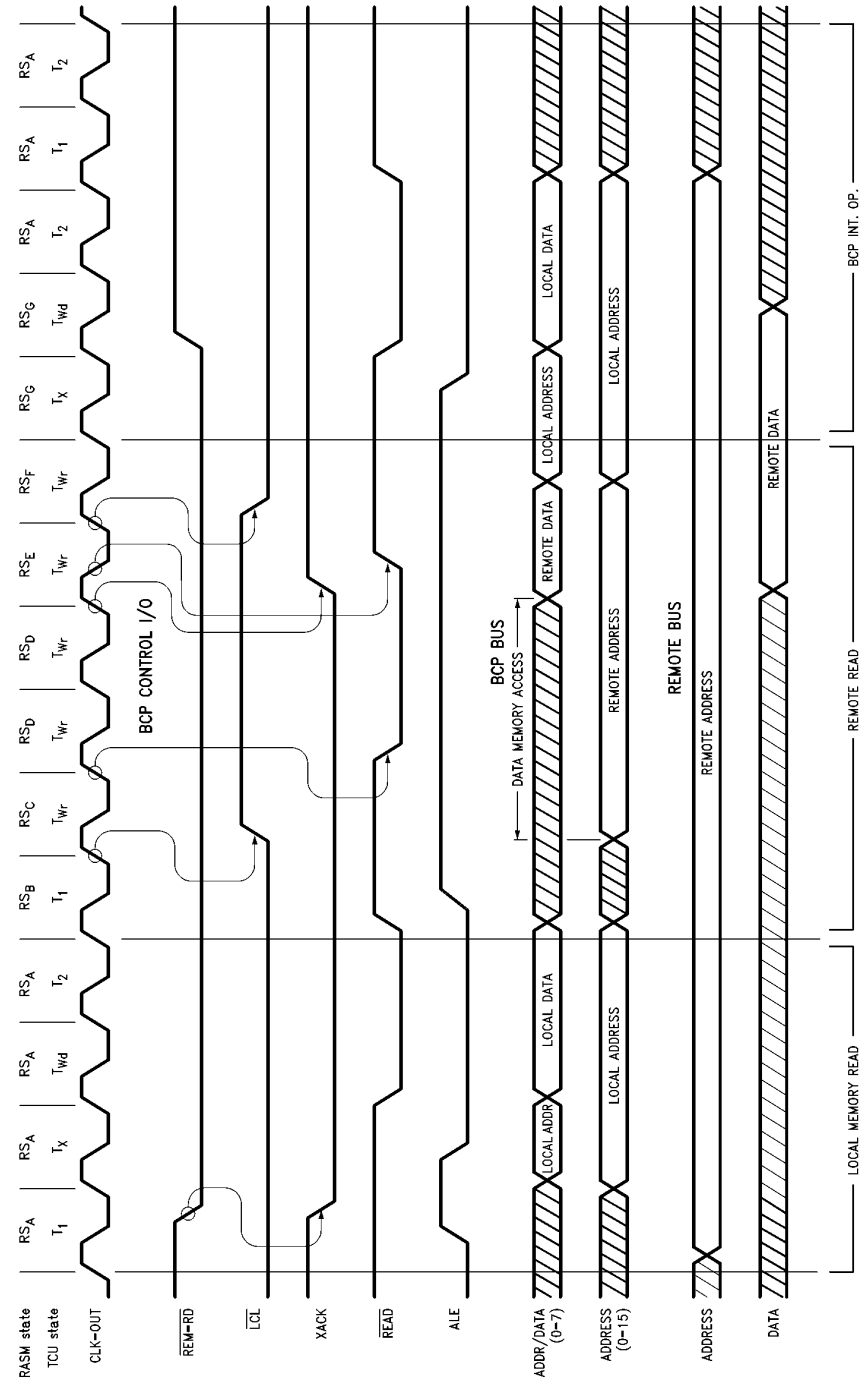 RASM state RSA RSA RSA RSA RSB RSC RSD RSD RSE RSF RSG RSG RSA RSA RSA
TCU state T1 TX TWd T2 T1 TWr TWr TWr TWr TWr TX TWd T2 T1 T2
CLK-OUT
BCP CONTROL I/O
REM-RD
LCL
XACK
READ
ALE
BCP BUS
DATA MEMORY ACCESS
ADDR/DATA
(0-7)
LOCAL ADDR LOCAL DATA REMOTE DATA LOCAL ADDRESS LOCAL DATA
ADDRESS
(0-15)
LOCAL ADDRESS REMOTE ADDRESS LOCAL ADDRESS
REMOTE BUS
ADDRESS REMOTE ADDRESS
DATA REMOTE DATA
LOCAL MEMORY READ REMOTE READ BCP INT. OP.